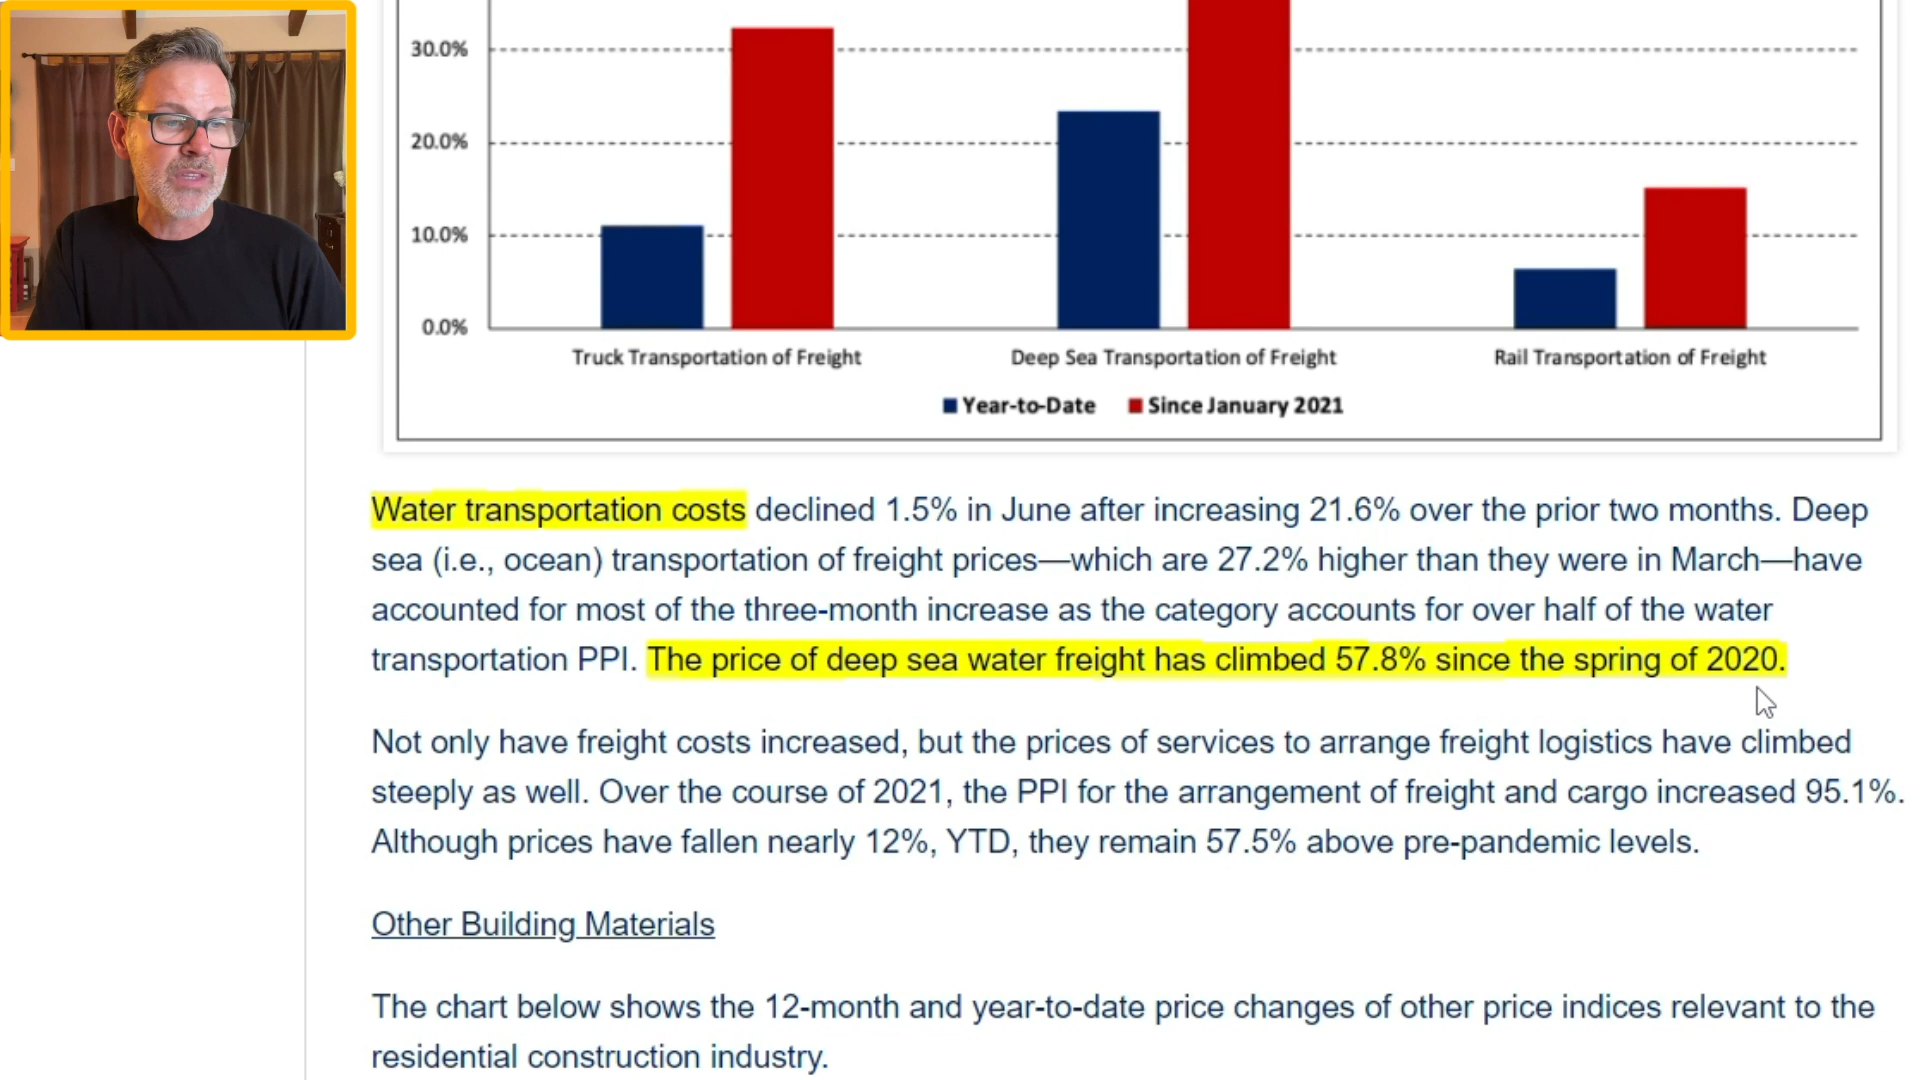 30.0%
20.0%
10.0%
0.0%
Truck Transportation of Freight
Deep Sea Transportation of Freight
Rail Transportation of Freight
Year-to-Date
Since January 2021
Water transportation costs declined 1.5% in June after increasing 21.6% over the prior two months. Deep
sea (i.e., ocean) transportation of freight prices—which are 27.2% higher than they were in March—have
accounted for most of the three-month increase as the category accounts for over half of the water
transportation PPI. The price of deep sea water freight has climbed 57.8% since the spring of 2020.
Not only have freight costs increased, but the prices of services to arrange freight logistics have climbed
steeply as well. Over the course of 2021, the PPI for the arrangement of freight and cargo increased 95.1%.
Although prices have fallen nearly 12%, YTD, they remain 57.5% above pre-pandemic levels.
Other Building Materials
The chart below shows the 12-month and year-to-date price changes of other price indices relevant to the
residential construction industry.